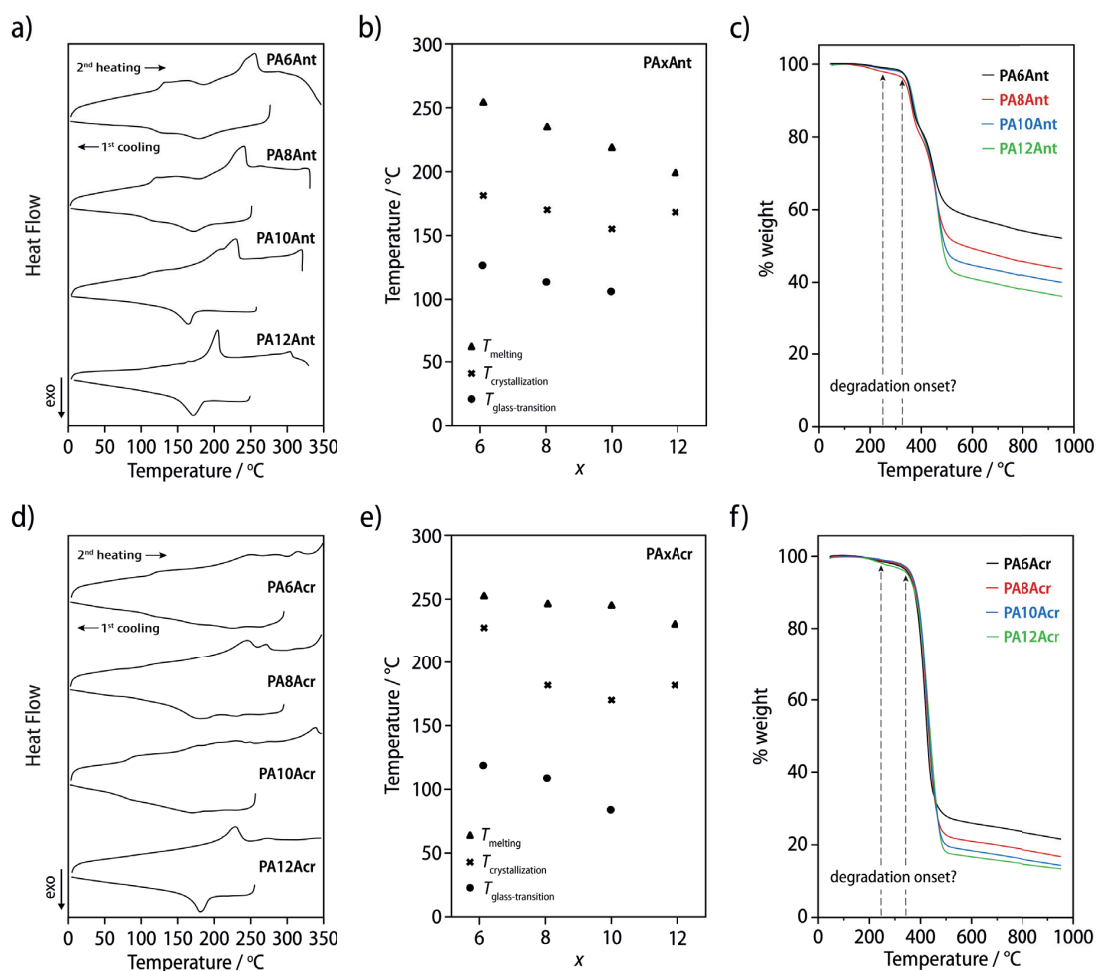 a)
2nd heating →
PA6Ant
← 1st cooling
PA8Ant
PA10Ant
PA12Ant
Heat Flow
exo
0 50 100 150 200 250 300 350
Temperature / °C
b)
PAxAnt
300
250
200
150
100
50
0
Temperature / °C
Tmelting
Tcrystallization
Tglass-transition
6 8 10 12
x
c)
PA6Ant
PA8Ant
PA10Ant
PA12Ant
100
80
60
40
20
0
% weight
degradation onset?
0 200 400 600 800 1000
Temperature / °C
d)
2nd heating →
PA6Acr
← 1st cooling
PA8Acr
PA10Acr
PA12Acr
Heat Flow
exo
0 50 100 150 200 250 300 350
Temperature / °C
e)
PAxAcr
300
250
200
150
100
50
0
Temperature / °C
Tmelting
Tcrystallization
Tglass-transition
6 8 10 12
x
f)
PA6Acr
PA8Acr
PA10Acr
PA12Acr
100
80
60
40
20
0
% weight
degradation onset?
0 200 400 600 800 1000
Temperature / °C